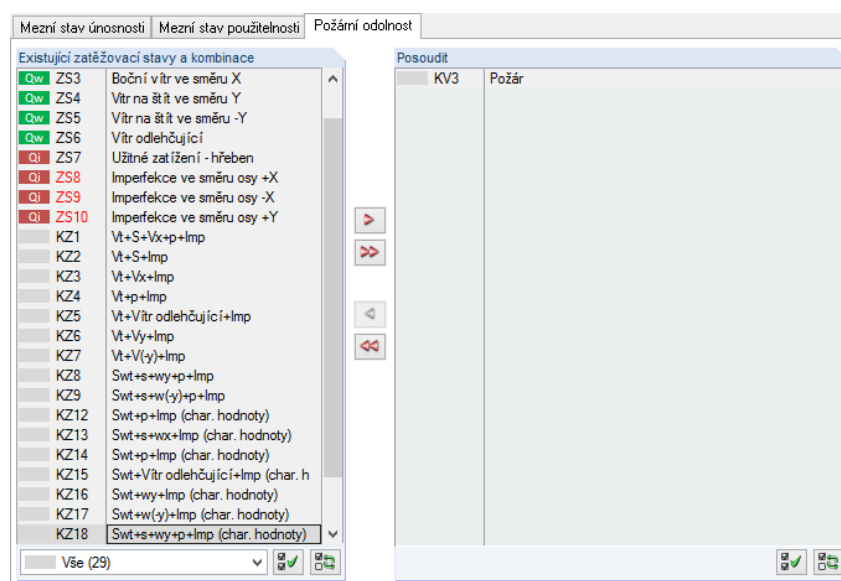 Mezní stav únosnosti Mezní stav použitelnosti Požární odolnost
Existující zatěžovací stavy a kombinace Posoudit
Qw ZS3 Boční vítr ve směru X KV3 Požár
Qw ZS4 Vitr na štít ve směru Y
Qw ZS5 Vítr na štít ve směru -Y
Qw ZS6 Vítr odlehčující
Qi ZS7 Užitné zatížení - hřeben
Qi ZS8 Imperfekce ve směru osy +X
Qi ZS9 Imperfekce ve směru osy -X
Qi ZS10 Imperfekce ve směru osy +Y
KZ1 Vt+S+Vx+p+Imp
KZ2 Vt+S+Imp
KZ3 Vt+Vx+Imp
KZ4 Vt+p+Imp
KZ5 Vt+Vítr odlehčující+Imp
KZ6 Vt+Vy+Imp
KZ7 Vt+V(-y)+Imp
KZ8 Swt+s+wy+p+Imp
KZ9 Swt+s+w(-y)+p+Imp
KZ12 Swt+p+Imp (char. hodnoty)
KZ13 Swt+s+wx+Imp (char. hodnoty)
KZ14 Swt+p+Imp (char. hodnoty)
KZ15 Swt+Vítr odlehčující+Imp (char. h
KZ16 Swt+wy+Imp (char. hodnoty)
KZ17 Swt+w(-y)+Imp (char. hodnoty)
KZ18 Swt+s+wy+p+Imp (char. hodnoty)
Vše (29)